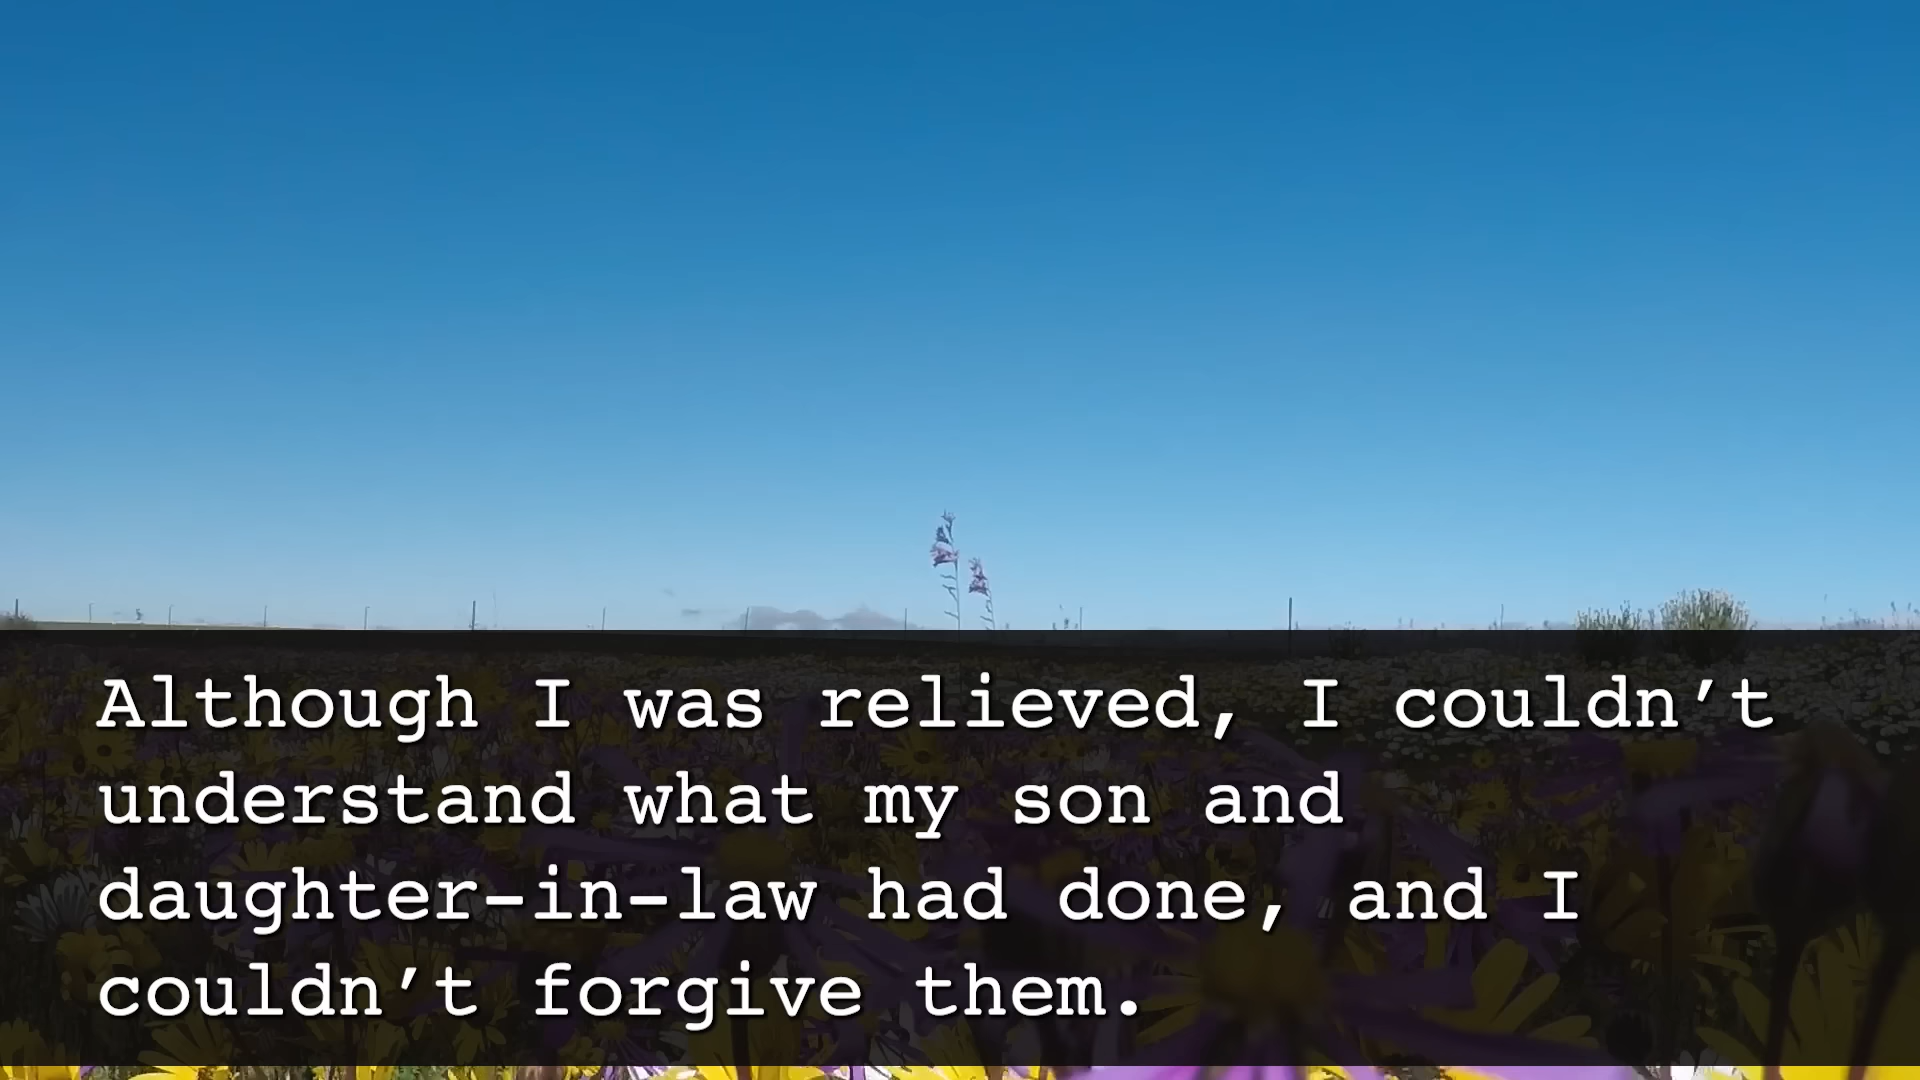 Although I was relieved, I couldn’t
understand what my son and
daughter-in-law had done, and I
couldn’t forgive them.